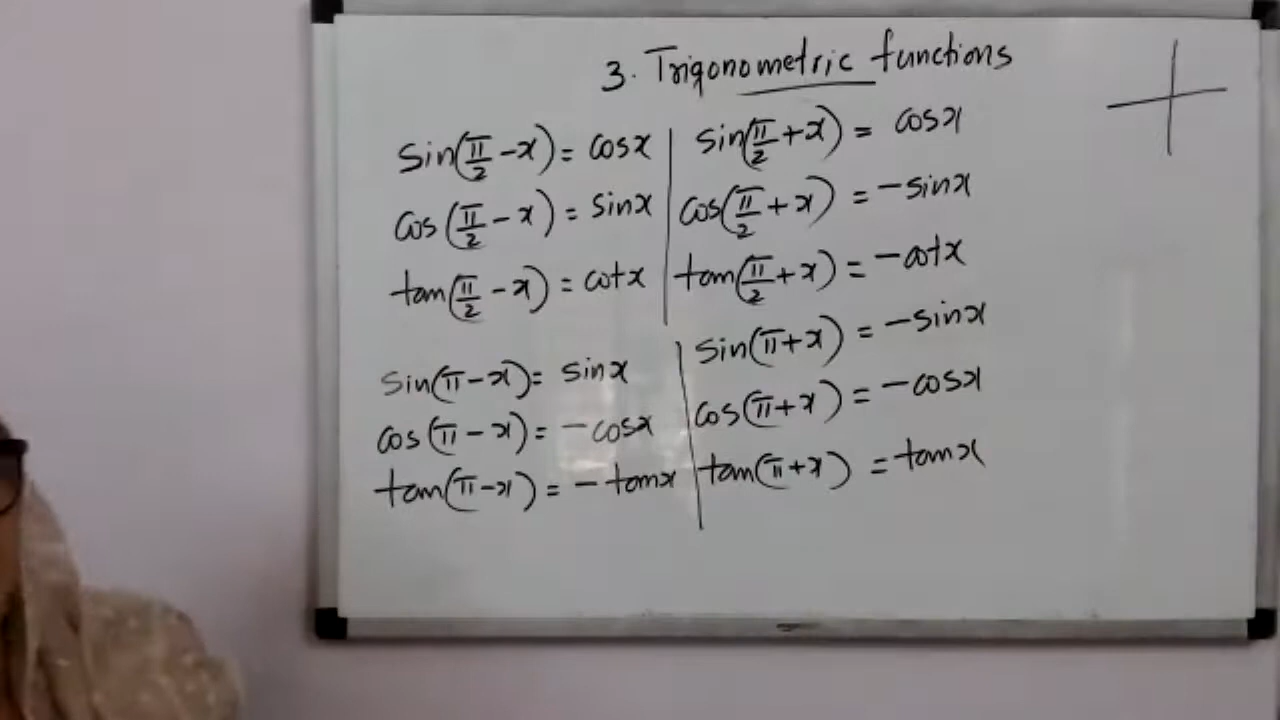 3. Trigonometric functions
sin(π/2 - x) = cosx
cos(π/2 - x) = sinx
tan(π/2 - x) = cotx
sin(π/2 + x) = cosx
cos(π/2 + x) = -sinx
tan(π/2 + x) = -cotx
sin(π - x) = sinx
cos(π - x) = -cosx
tan(π - x) = - tanx
sin(π + x) = -sinx
cos(π + x) = -cosx
tan(π + x) = tanx